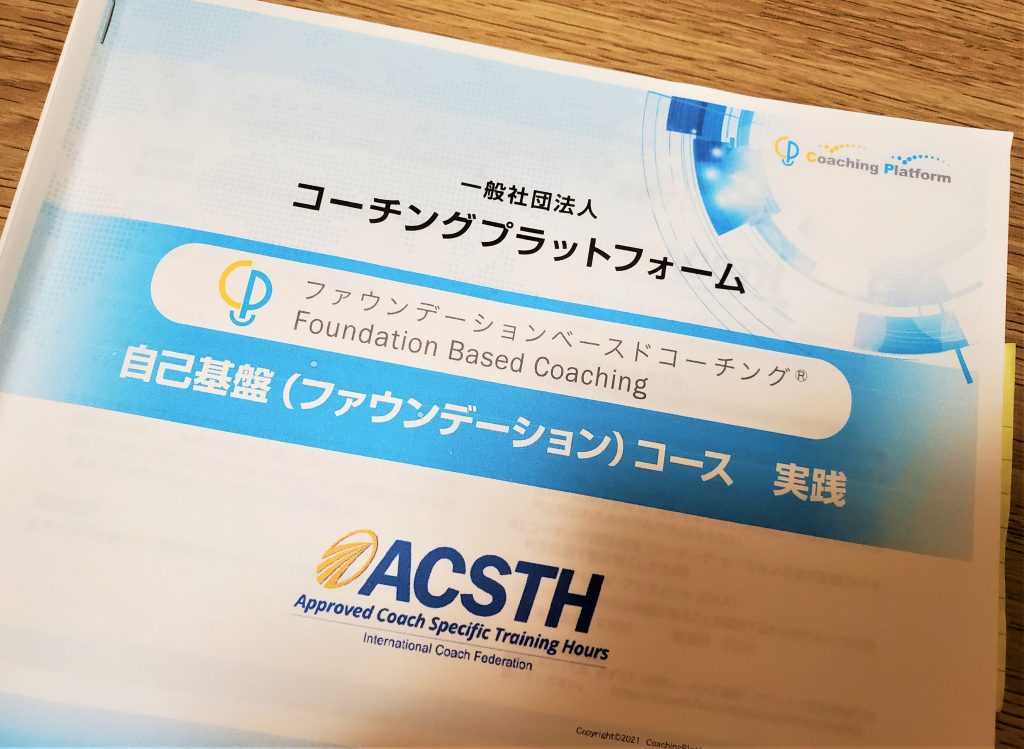 Coaching Platform
一般社団法人
コーチングプラットフォーム
ファウンデーションベースドコーチング®
Foundation Based Coaching
自己基盤(ファウンデーション)コース 実践
ACSTH
Approved Coach Specific Training Hours
International Coach Federation
Copyright©2021